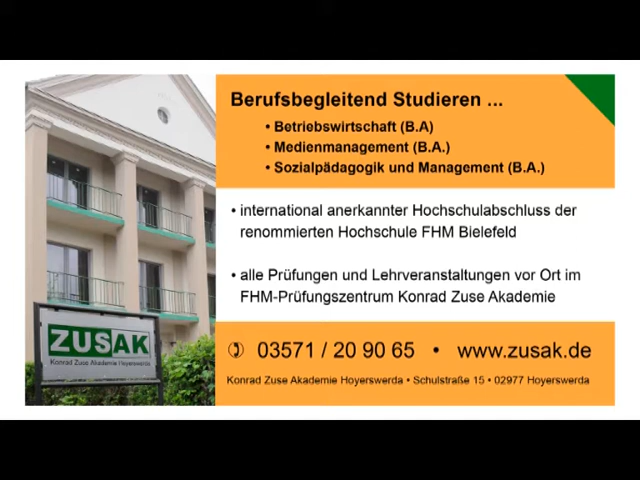 Berufsbegleitend Studieren ...
• Betriebswirtschaft (B.A)
• Medienmanagement (B.A.)
• Sozialpädagogik und Management (B.A.)
• international anerkannter Hochschulabschluss der
renommierten Hochschule FHM Bielefeld
• alle Prüfungen und Lehrveranstaltungen vor Ort im
FHM-Prüfungszentrum Konrad Zuse Akademie
ZUSAK
Konrad Zuse Akademie Hoyerswerda
✆ 03571 / 20 90 65 • www.zusak.de
Konrad Zuse Akademie Hoyerswerda • Schulstraße 15 • 02977 Hoyerswerda